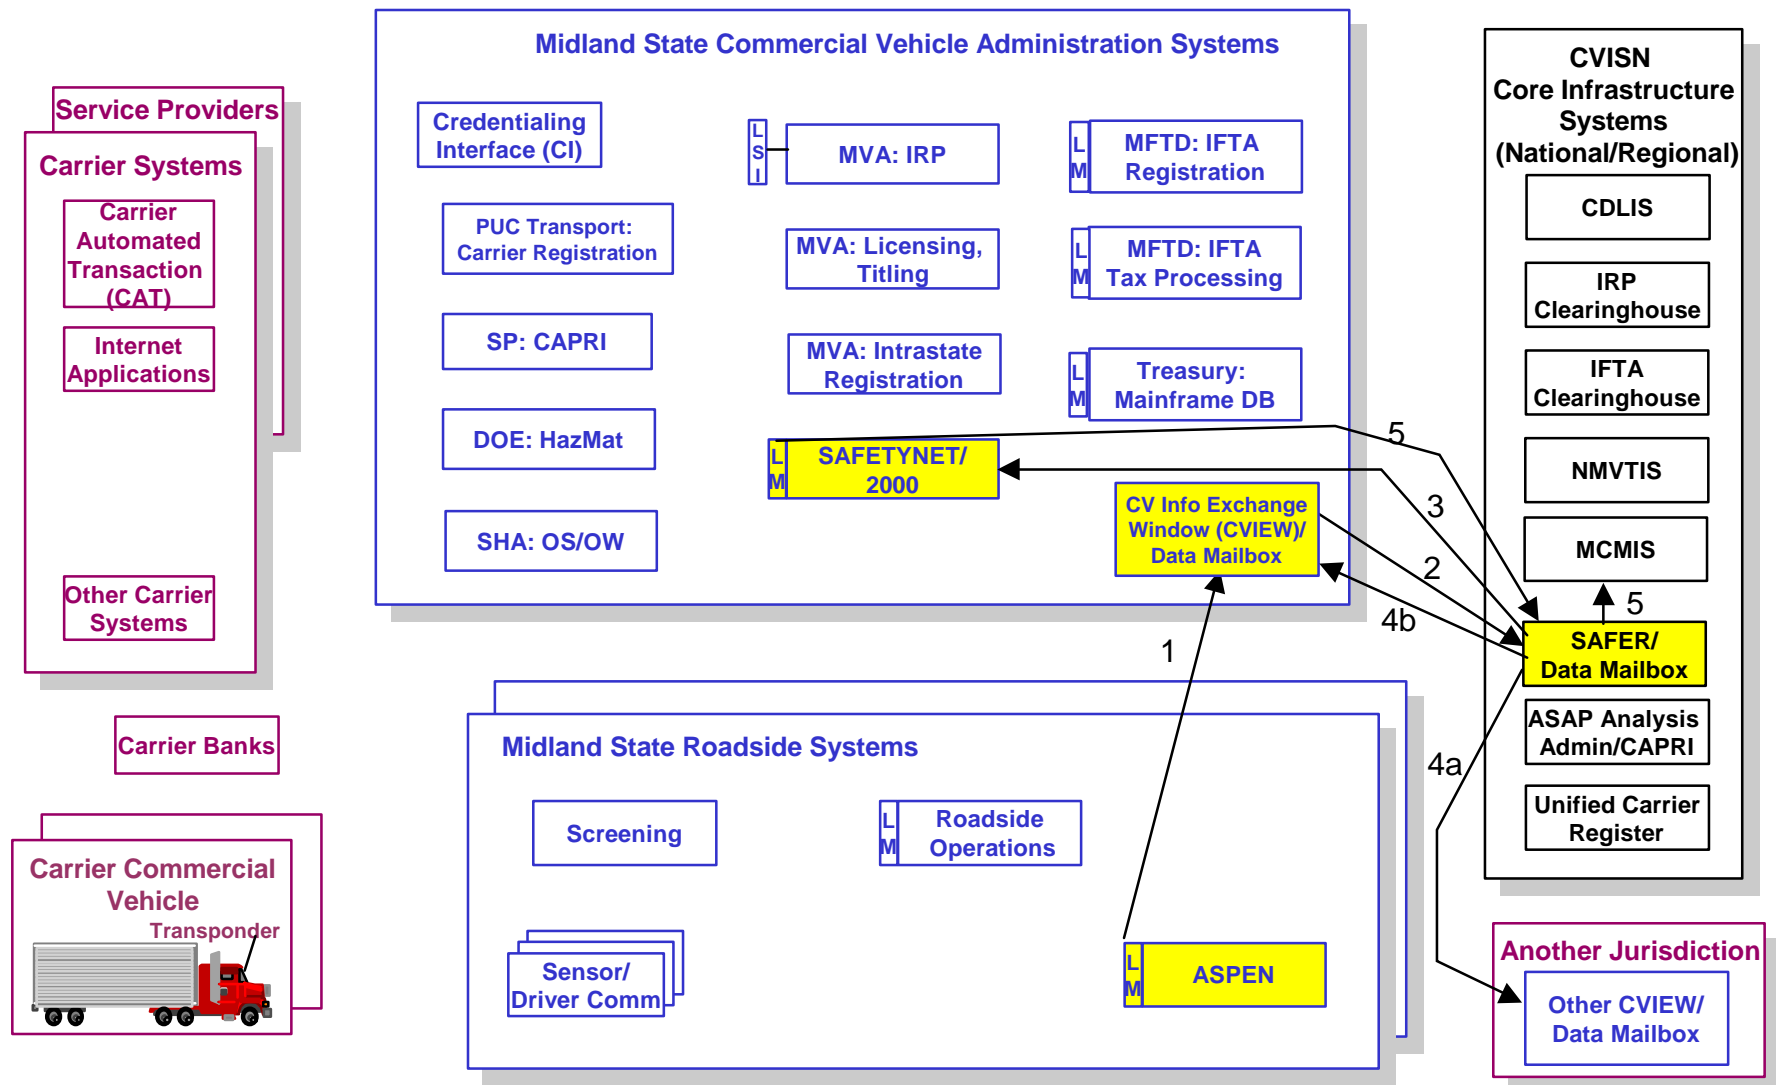 Midland State Commercial Vehicle Administration Systems
Credentialing
Interface (CI)
PUC Transport:
Carrier Registration
SP: CAPRI
DOE: HazMat
SHA: OS/OW
L
S
I
MVA: IRP
MVA: Licensing,
Titling
MVA: Intrastate
Registration
L
M
SAFETYNET/
2000
L
M
MFTD: IFTA
Registration
L
M
MFTD: IFTA
Tax Processing
L
M
Treasury:
Mainframe DB
CV Info Exchange
Window (CVIEW)/
Data Mailbox
Service Providers
Carrier Systems
Carrier
Automated
Transaction
(CAT)
Internet
Applications
Other Carrier
Systems
Carrier Banks
Carrier Commercial
Vehicle
Transponder
Midland State Roadside Systems
Screening
L
M
Roadside
Operations
Sensor/
Driver Comm
L
M
ASPEN
1
2
3
4b
5
4a
CVISN
Core Infrastructure
Systems
(National/Regional)
CDLIS
IRP
Clearinghouse
IFTA
Clearinghouse
NMVTIS
MCMIS
5
SAFER/
Data Mailbox
ASAP Analysis
Admin/CAPRI
Unified Carrier
Register
Another Jurisdiction
Other CVIEW/
Data Mailbox